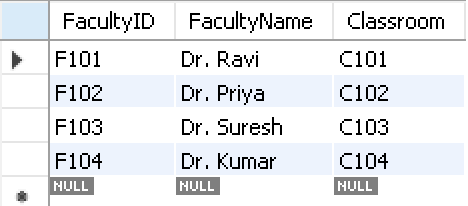 FacultyID FacultyName Classroom
F101 Dr. Ravi C101
F102 Dr. Priya C102
F103 Dr. Suresh C103
F104 Dr. Kumar C104
NULL NULL NULL